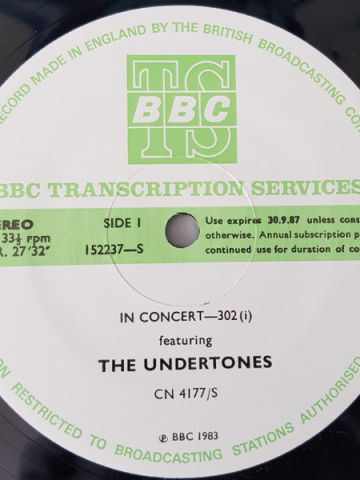 RECORD MADE IN ENGLAND BY THE BRITISH BROADCASTING
TS
BBC
BBC TRANSCRIPTION SERVICES
SIDE 1
33⅓ rpm
27'32"
152237—S
Use expires 30.9.87 unless
otherwise. Annual subscription
continued use for duration of
IN CONCERT—302 (i)
featuring
THE UNDERTONES
CN 4177/S
℗ BBC 1983
RESTRICTED TO BROADCASTING STATIONS